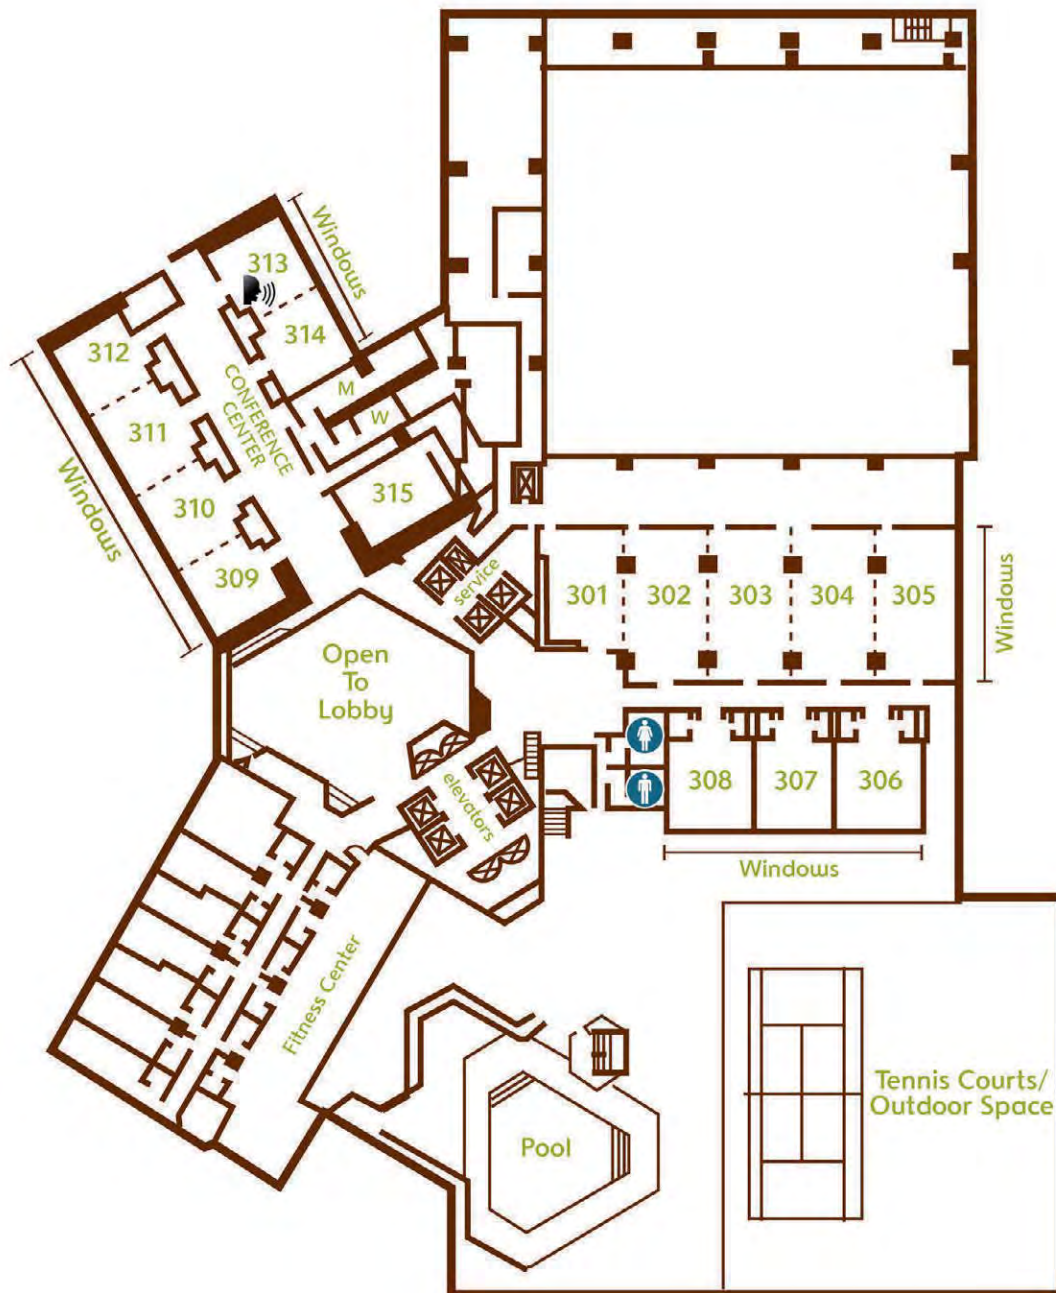 Windows
313
314
312
311
310
309
CONFERENCE
CENTER
M
W
315
Windows
service
301
302
303
304
305
Windows
Open
To
Lobby
elevators
308
307
306
Windows
Fitness Center
Pool
Tennis Courts/
Outdoor Space